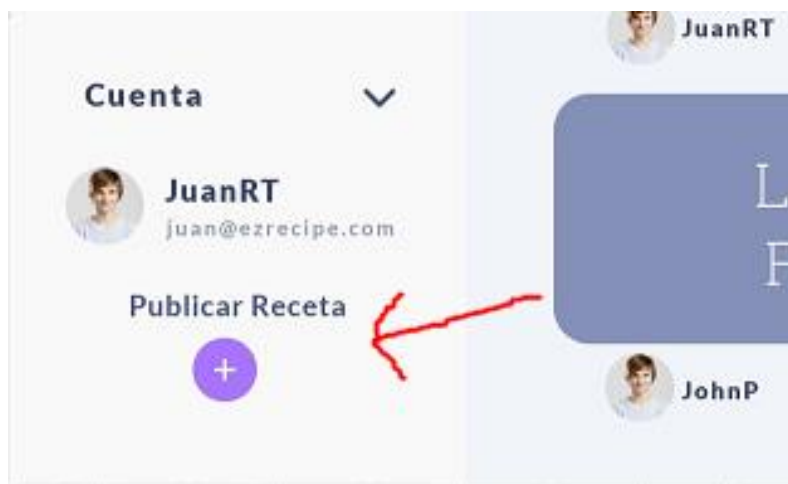 Cuenta
JuanRT
juan@ezrecipe.com
Publicar Receta
+
JuanRT
L
F
JohnP